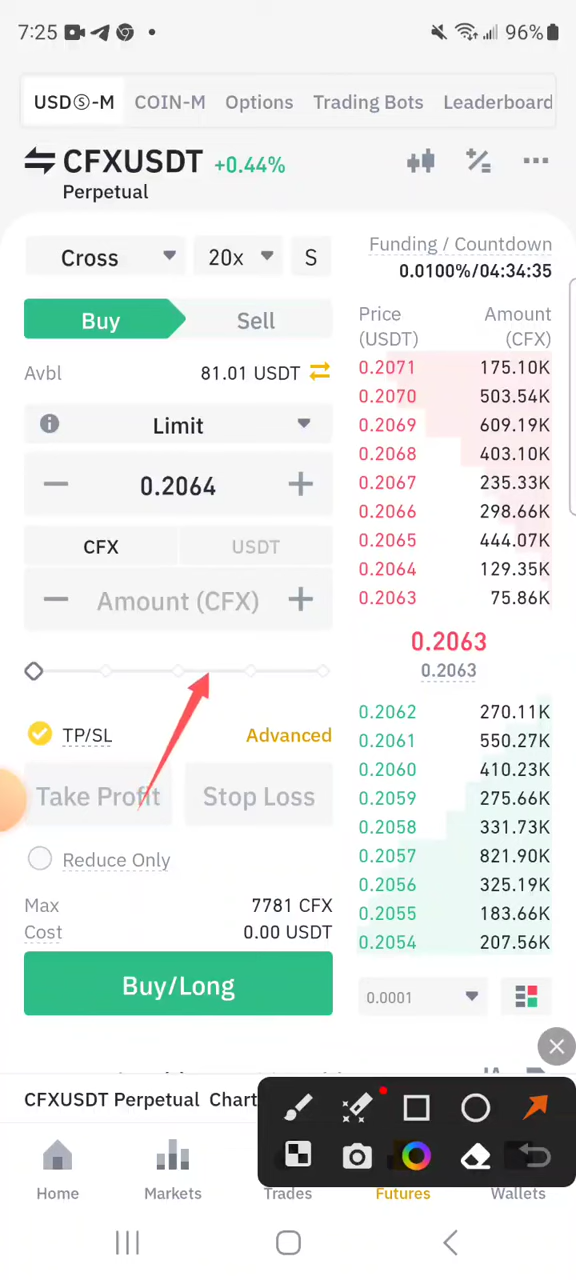 7:25 96%
USDⓈ-M COIN-M Options Trading Bots Leaderboard
CFXUSDT +0.44%
Perpetual
Cross 20x S
Funding / Countdown
0.0100%/04:34:35
Buy Sell
Price Amount
(USDT) (CFX)
Avbl 81.01 USDT
0.2071 175.10K
0.2070 503.54K
Limit
0.2069 609.19K
0.2068 403.10K
0.2064
0.2067 235.33K
0.2066 298.66K
CFX USDT
0.2065 444.07K
0.2064 129.35K
Amount (CFX)
0.2063 75.86K
0.2063
0.2063
TP/SL Advanced
0.2062 270.11K
0.2061 550.27K
Take Profit Stop Loss
0.2060 410.23K
0.2059 275.66K
0.2058 331.73K
Reduce Only
0.2057 821.90K
0.2056 325.19K
Max 7781 CFX
0.2055 183.66K
Cost 0.00 USDT
0.2054 207.56K
Buy/Long
0.0001
CFXUSDT Perpetual Chart
Home Markets Trades Futures Wallets